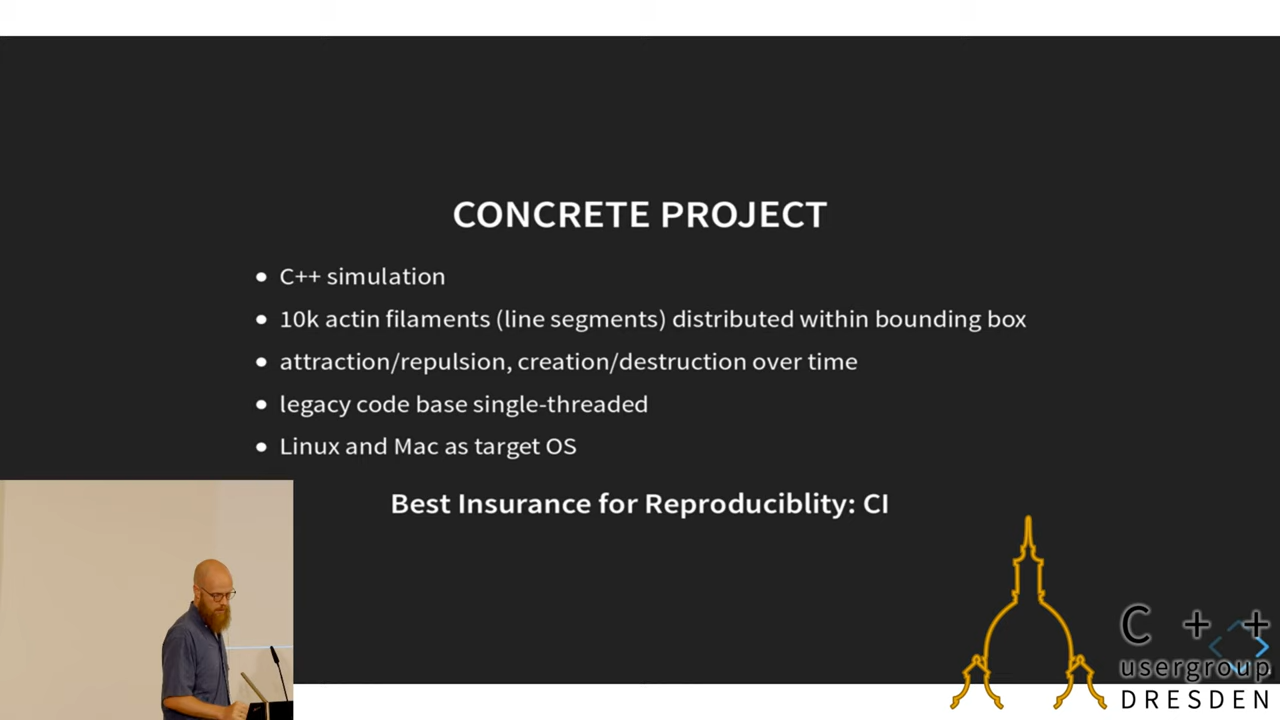 CONCRETE PROJECT
C++ simulation
10k actin filaments (line segments) distributed within bounding box
attraction/repulsion, creation/destruction over time
legacy code base single-threaded
Linux and Mac as target OS
Best Insurance for Reproduciblity: CI
C ++
usergroup
DRESDEN